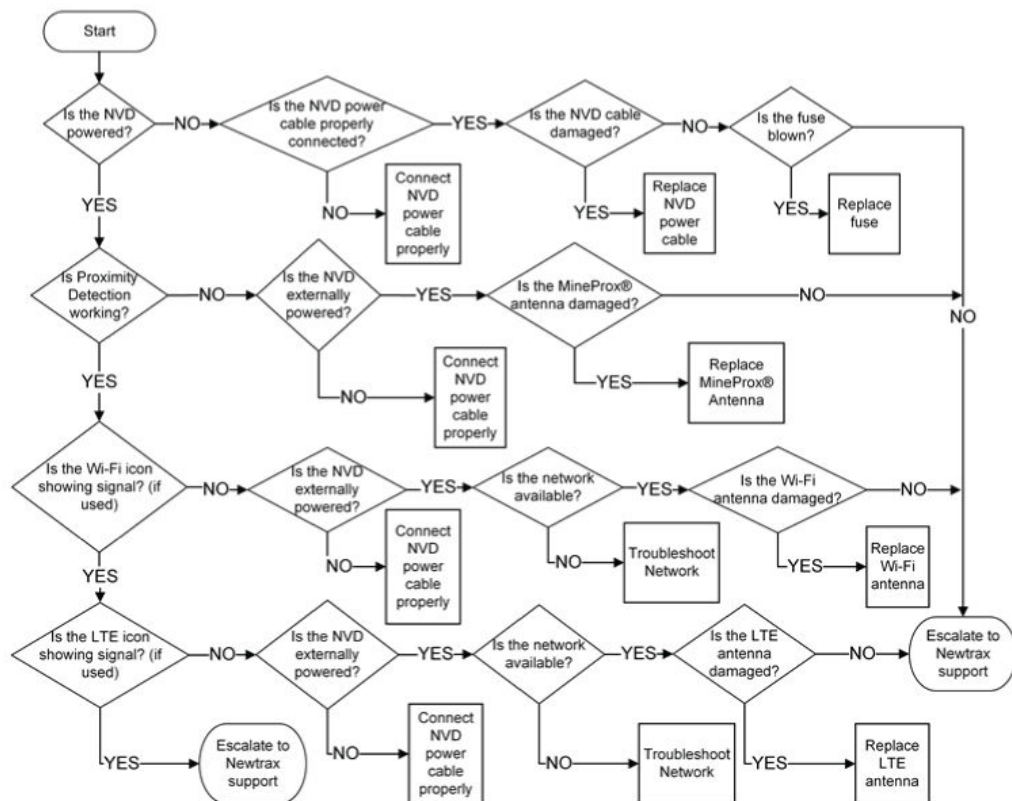 Start
Is the NVD
powered?
NO
Is the NVD power
cable properly
connected?
YES
Is the NVD cable
damaged?
NO
Is the fuse
blown?
NO
Connect
NVD
power
cable
properly
YES
Replace
NVD
power
cable
YES
Replace
fuse
YES
Is Proximity
Detection
working?
NO
Is the NVD
externally
powered?
YES
Is the MineProx®
antenna damaged?
NO
NO
NO
Connect
NVD
power
cable
properly
YES
Replace
MineProx®
Antenna
YES
Is the Wi-Fi icon
showing signal? (if
used)
NO
Is the NVD
externally
powered?
YES
Is the network
available?
YES
Is the Wi-Fi
antenna damaged?
NO
NO
Connect
NVD
power
cable
properly
NO
Troubleshoot
Network
YES
Replace
Wi-Fi
antenna
YES
Is the LTE icon
showing signal? (if
used)
NO
Is the NVD
externally
powered?
YES
Is the network
available?
YES
Is the LTE
antenna
damaged?
NO
Escalate to
Newtrax
support
YES
Escalate to
Newtrax
support
NO
Connect
NVD
power
cable
properly
NO
Troubleshoot
Network
YES
Replace
LTE
antenna